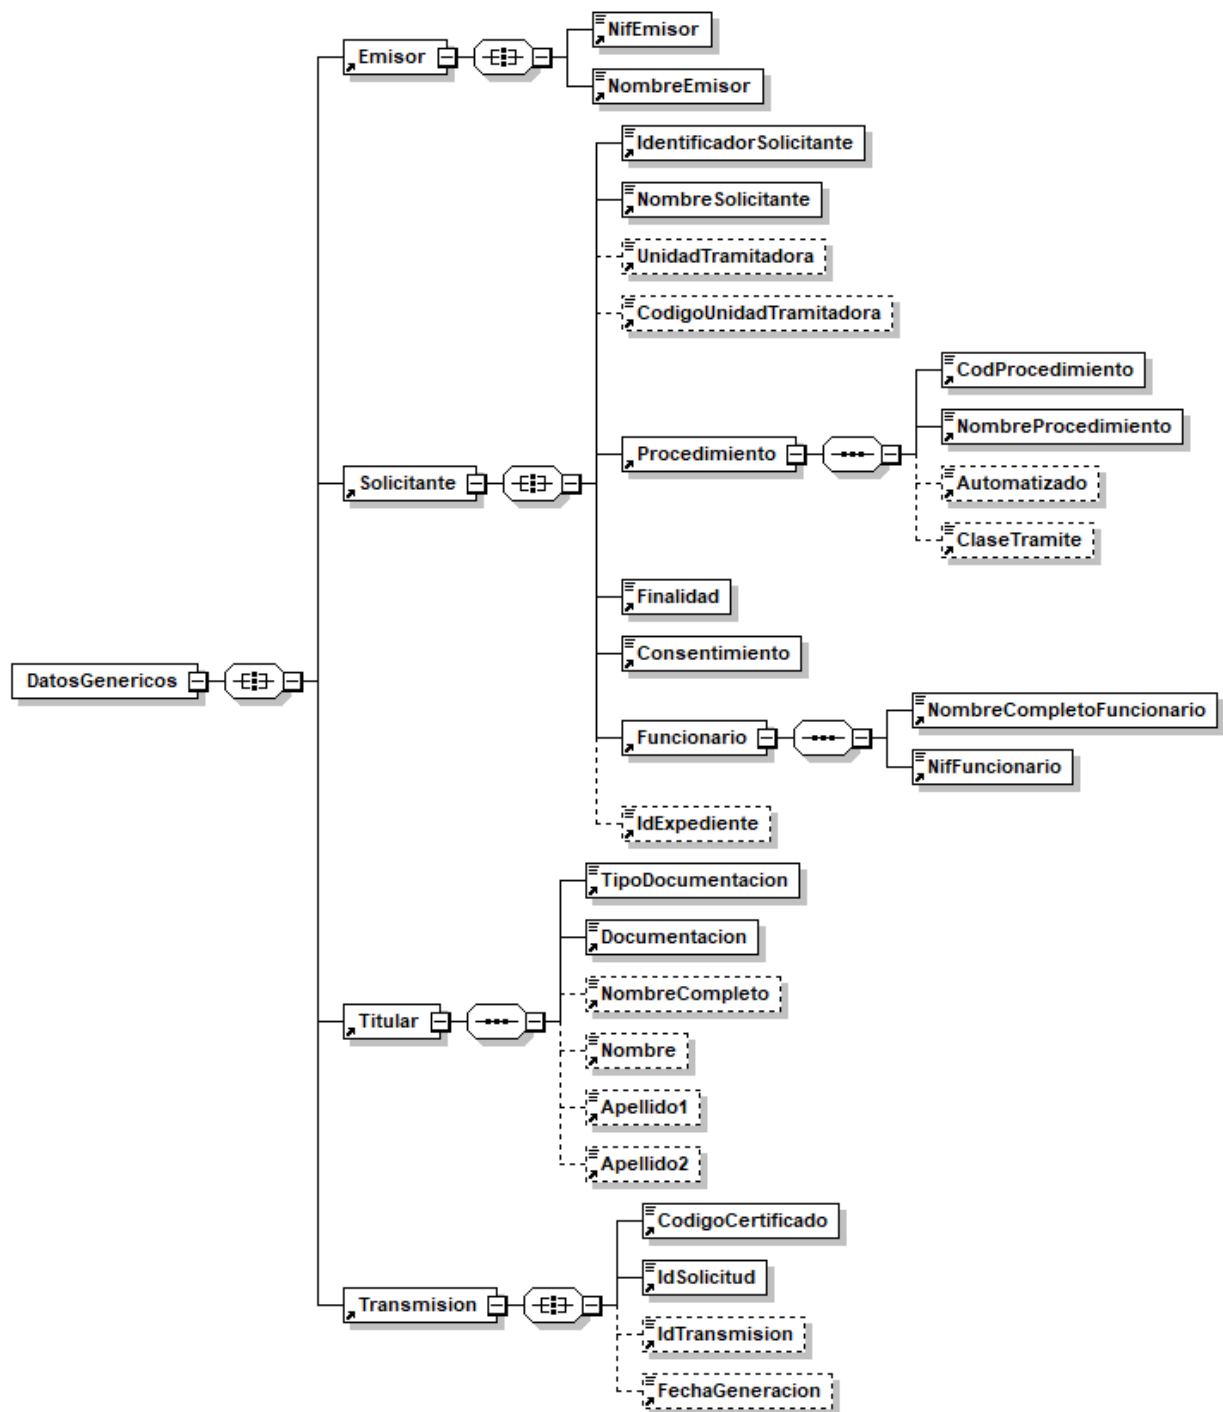 NifEmisor
Emisor
NombreEmisor
IdentificadorSolicitante
NombreSolicitante
UnidadTramitadora
CodigoUnidadTramitadora
CodProcedimiento
NombreProcedimiento
Procedimiento
Solicitante
Automatizado
ClaseTramite
Finalidad
Consentimiento
DatosGenericos
NombreCompletoFuncionario
Funcionario
NifFuncionario
IdExpediente
TipoDocumentacion
Documentacion
NombreCompleto
Titular
Nombre
Apellido1
Apellido2
CodigoCertificado
IdSolicitud
Transmision
IdTransmision
FechaGeneracion